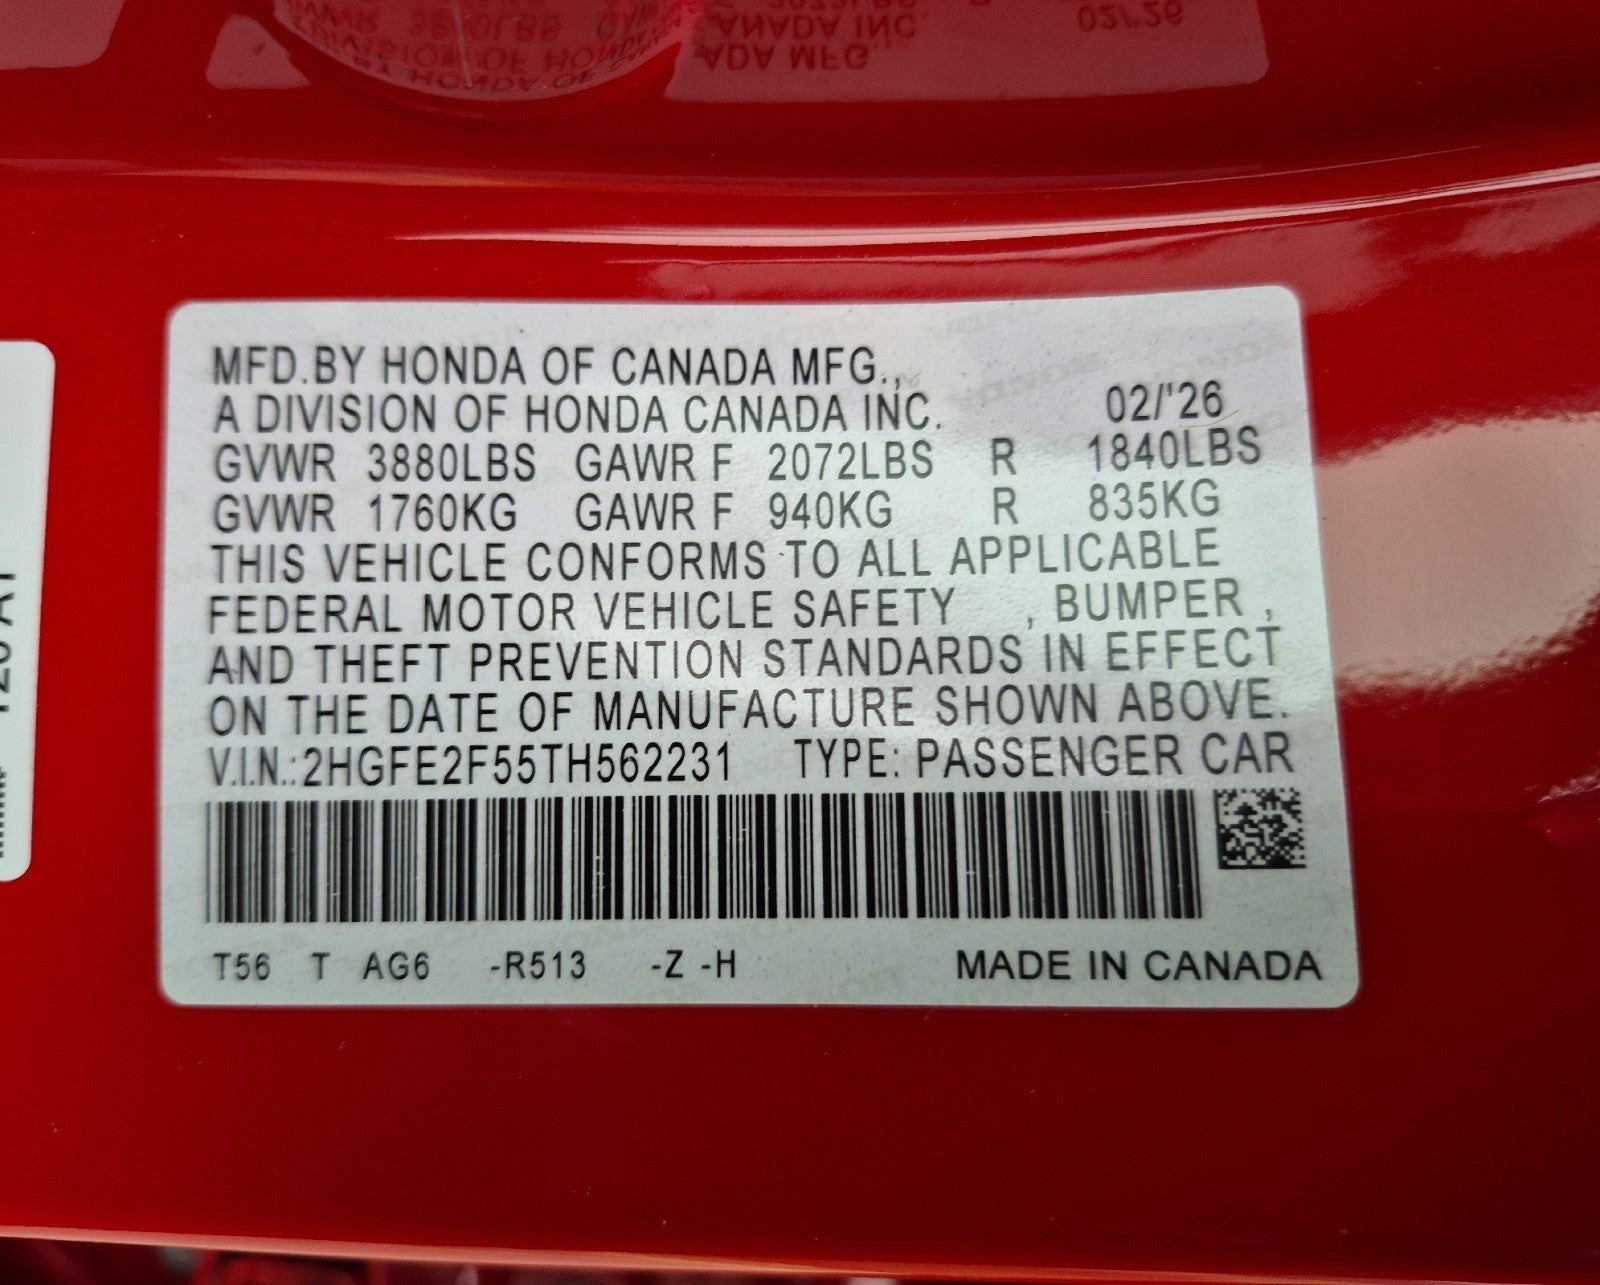 MFD.BY HONDA OF CANADA MFG.,
A DIVISION OF HONDA CANADA INC. 02/'26
GVWR 3880LBS GAWR F 2072LBS R 1840LBS
GVWR 1760KG GAWR F 940KG R 835KG
THIS VEHICLE CONFORMS TO ALL APPLICABLE
FEDERAL MOTOR VEHICLE SAFETY , BUMPER ,
AND THEFT PREVENTION STANDARDS IN EFFECT
ON THE DATE OF MANUFACTURE SHOWN ABOVE.
V.I.N.:2HGFE2F55TH562231 TYPE: PASSENGER CAR
T56 T AG6 -R513 -Z -H MADE IN CANADA